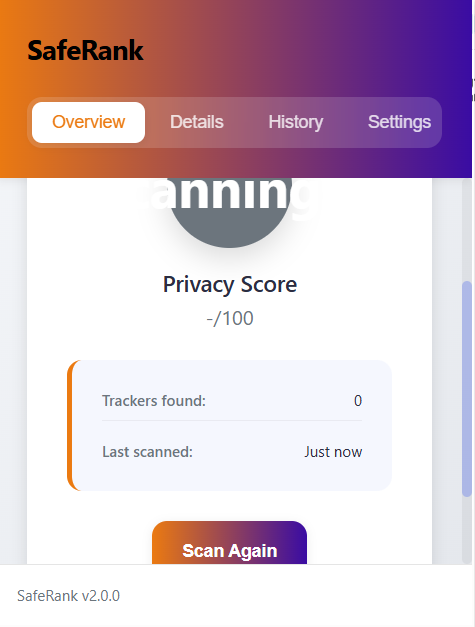 SafeRank
Overview Details History Settings
anning
Privacy Score
-/100
Trackers found: 0
Last scanned: Just now
Scan Again
SafeRank v2.0.0